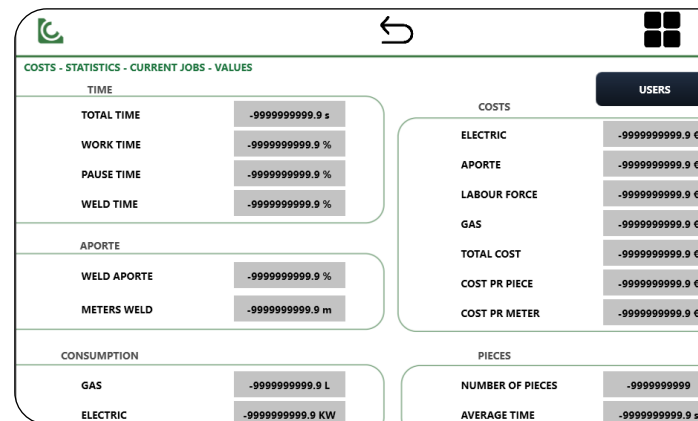 COSTS - STATISTICS - CURRENT JOBS - VALUES
USERS
TIME
TOTAL TIME -9999999999.9 s
WORK TIME -9999999999.9 %
PAUSE TIME -9999999999.9 %
WELD TIME -9999999999.9 %
APORTE
WELD APORTE -9999999999.9 %
METERS WELD -9999999999.9 m
CONSUMPTION
GAS -9999999999.9 L
ELECTRIC -9999999999.9 KW
COSTS
ELECTRIC -9999999999.9 €
APORTE -9999999999.9 €
LABOUR FORCE -9999999999.9 €
GAS -9999999999.9 €
TOTAL COST -9999999999.9 €
COST PR PIECE -9999999999.9 €
COST PR METER -9999999999.9 €
PIECES
NUMBER OF PIECES -9999999999
AVERAGE TIME -9999999999.9 s